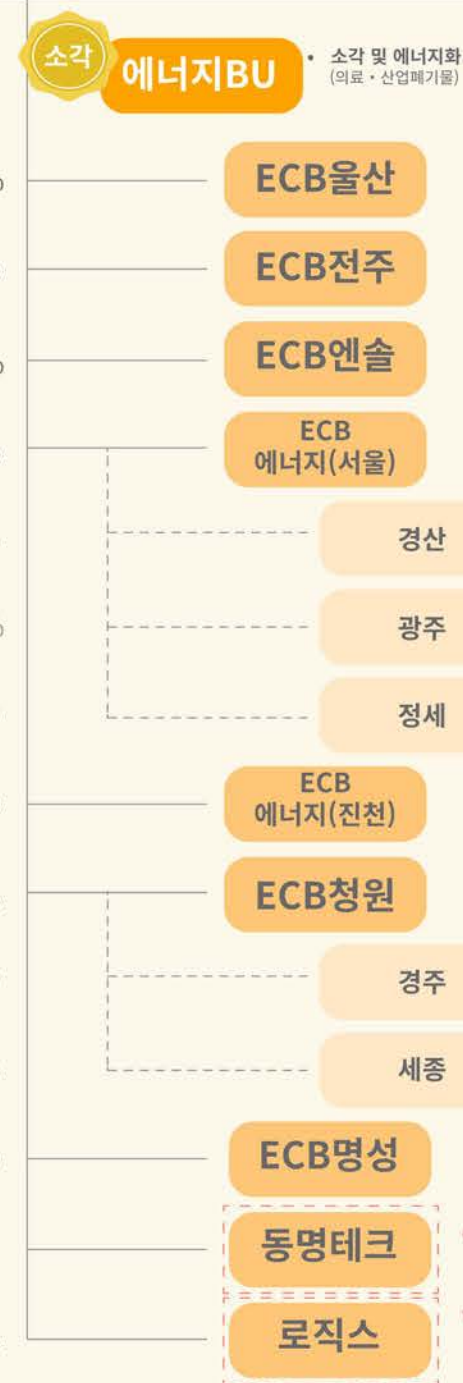 소각
에너지BU
• 소각 및 에너지화
(의료・산업폐기물)
ECB울산
ECB전주
ECB엔솔
ECB
에너지(서울)
경산
광주
정세
ECB
에너지(진천)
ECB청원
경주
세종
ECB명성
동명테크
로직스